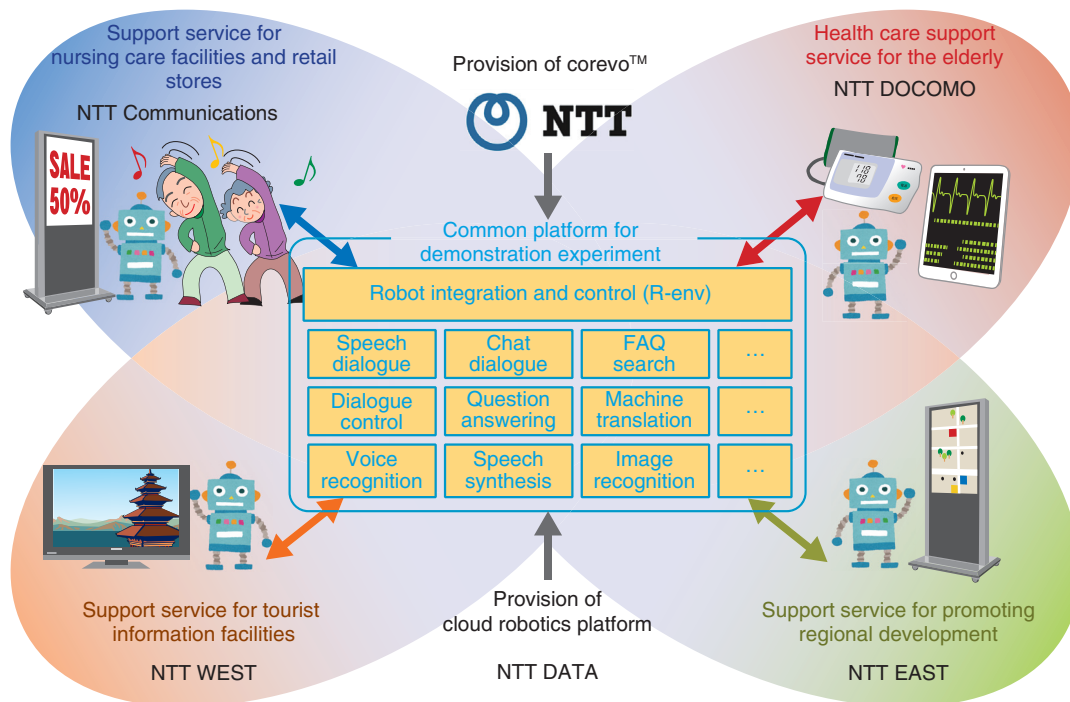 Support service for
nursing care facilities and retail
stores
NTT Communications
SALE
50%
Provision of corevo™
NTT
Health care support
service for the elderly
NTT DOCOMO
118
78
Common platform for
demonstration experiment
Robot integration and control (R-env)
Speech
dialogue
Chat
dialogue
FAQ
search
…
Dialogue
control
Question
answering
Machine
translation
…
Voice
recognition
Speech
synthesis
Image
recognition
…
Support service for tourist
information facilities
NTT WEST
Provision of
cloud robotics platform
NTT DATA
Support service for promoting
regional development
NTT EAST